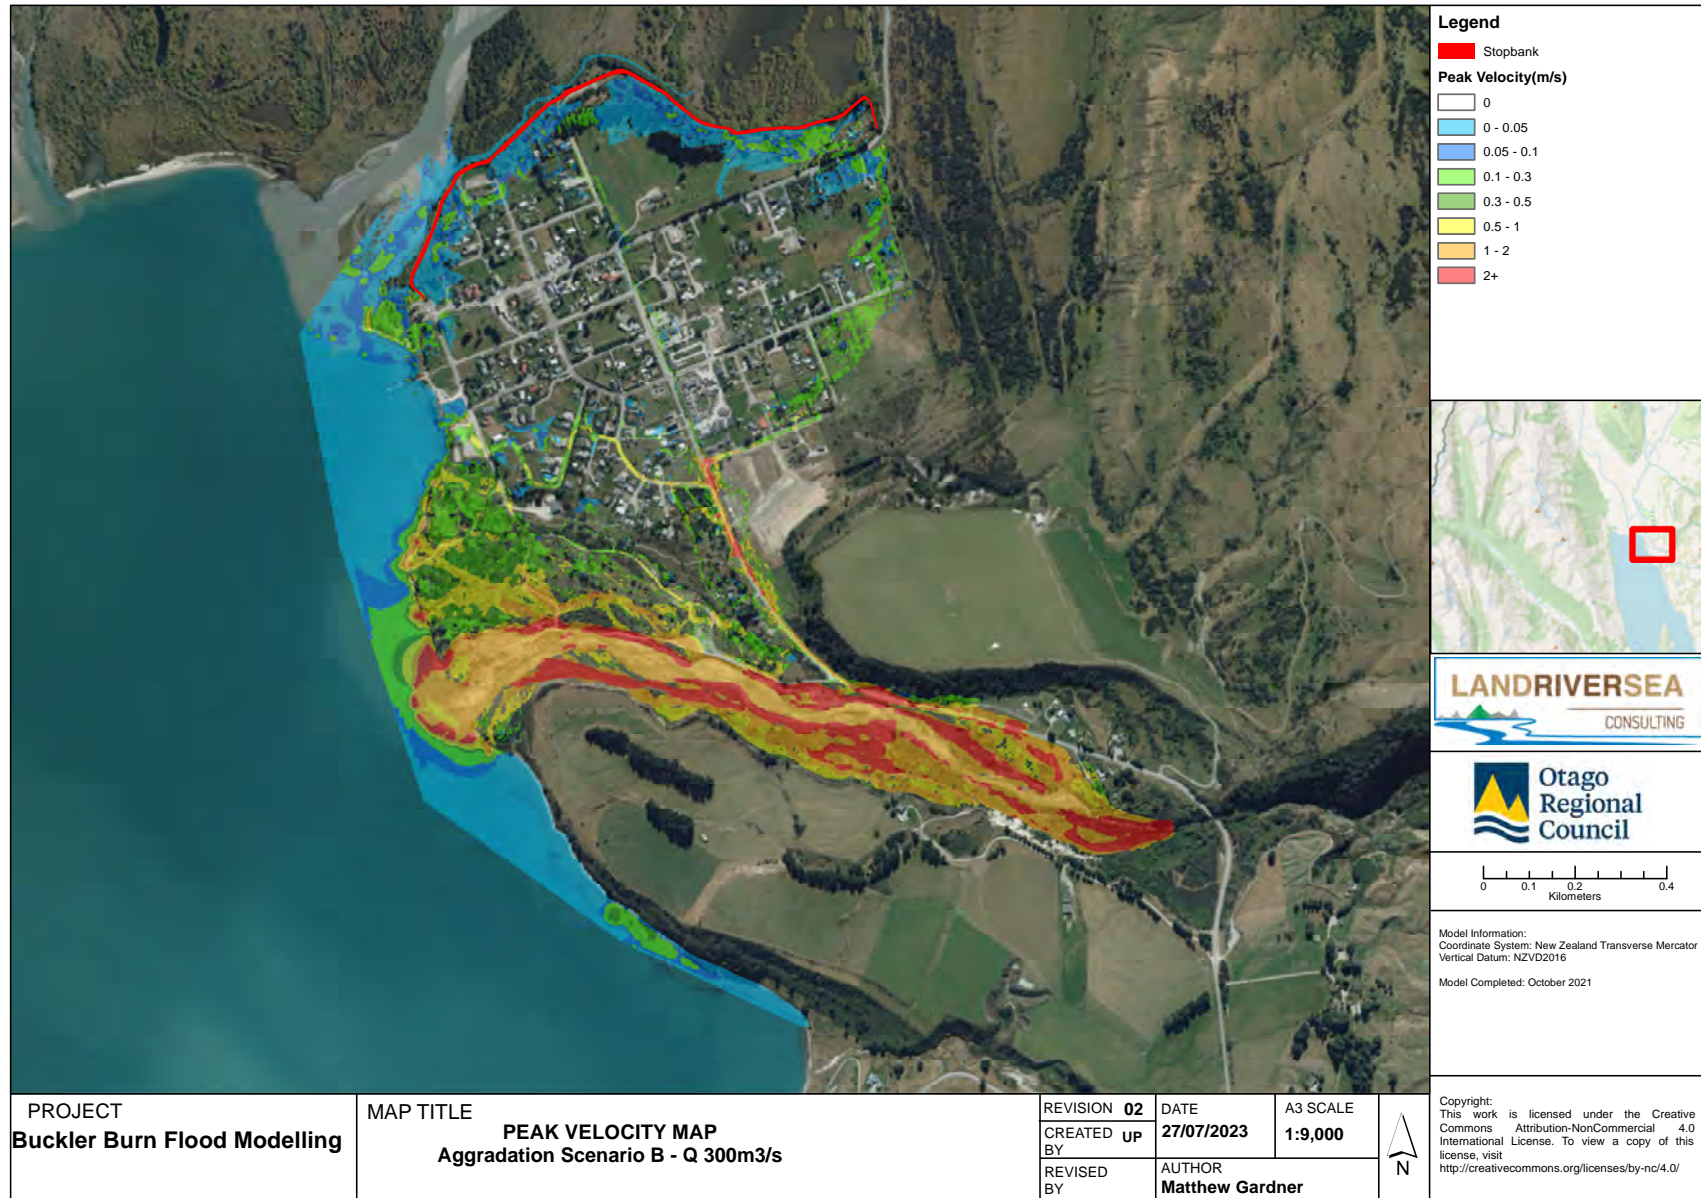 Legend
Stopbank
Peak Velocity(m/s)
0
0 - 0.05
0.05 - 0.1
0.1 - 0.3
0.3 - 0.5
0.5 - 1
1 - 2
2+
LANDRIVERSEA
CONSULTING
Otago
Regional
Council
0 0.1 0.2 0.4
Kilometers
Model Information:
Coordinate System: New Zealand Transverse Mercator
Vertical Datum: NZVD2016
Model Completed: October 2021
Copyright:
This work is licensed under the Creative
Commons Attribution-NonCommercial 4.0
International License. To view a copy of this
license, visit
http://creativecommons.org/licenses/by-nc/4.0/
PROJECT
Buckler Burn Flood Modelling
MAP TITLE
PEAK VELOCITY MAP
Aggradation Scenario B - Q 300m3/s
REVISION 02
CREATED BY UP
REVISED BY
DATE
27/07/2023
A3 SCALE
1:9,000
AUTHOR
Matthew Gardner
N